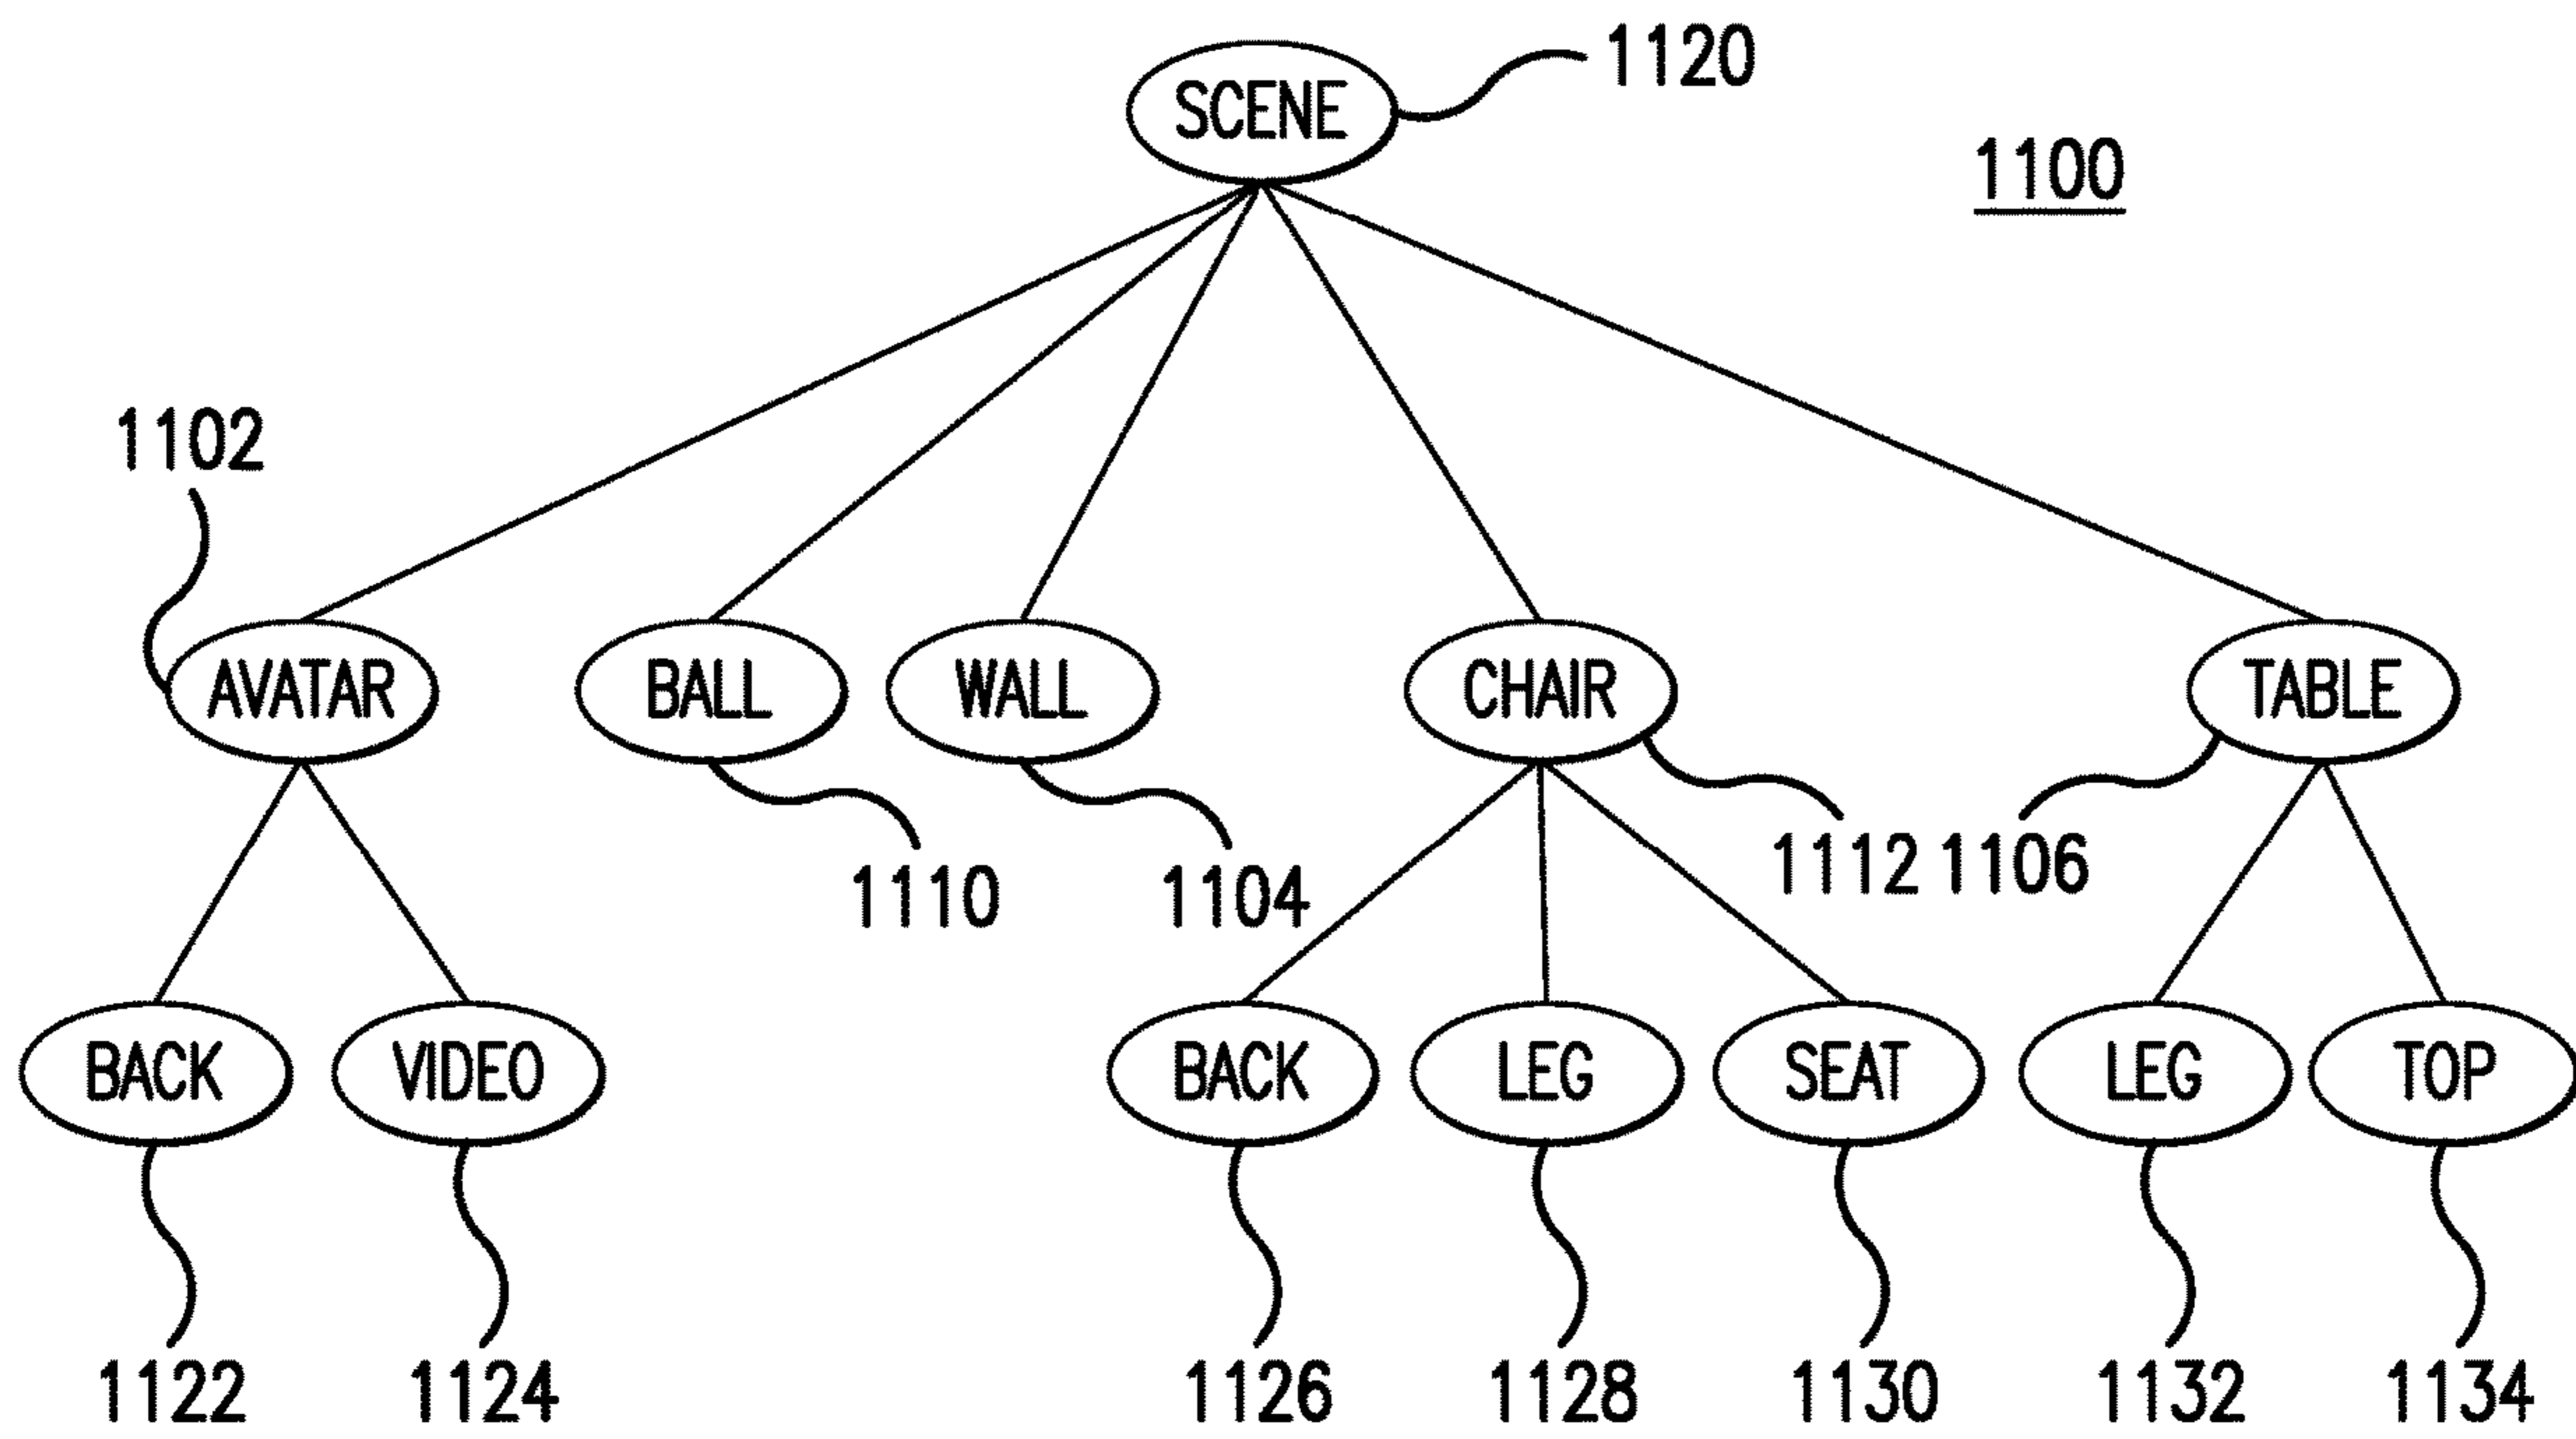 SCENE
1120
1100
1102
AVATAR
BALL
WALL
CHAIR
TABLE
1110
1104
1112
1106
BACK
VIDEO
BACK
LEG
SEAT
LEG
TOP
1122
1124
1126
1128
1130
1132
1134